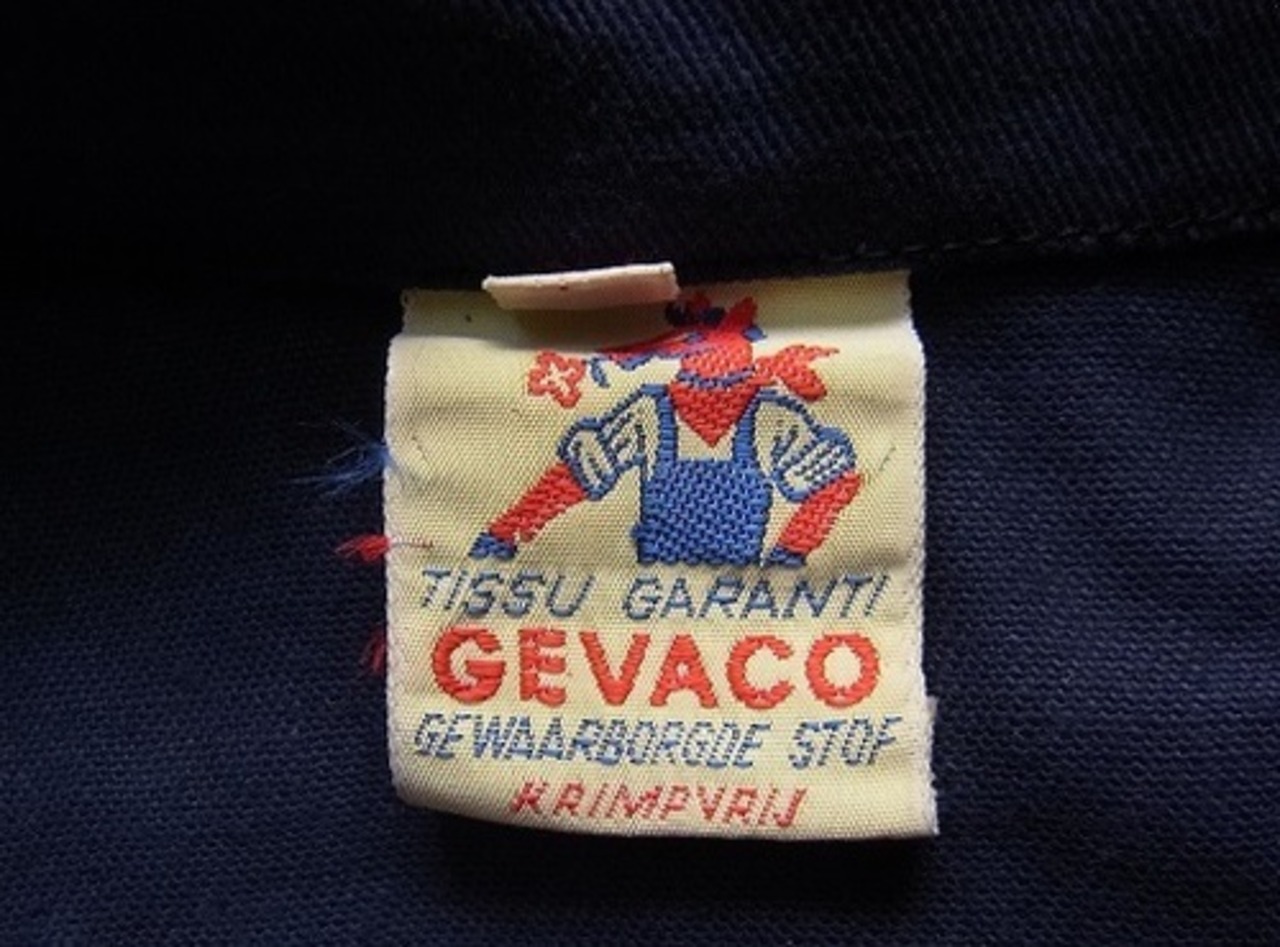 TISSU GARANTI
GEVACO
GEWAARBORGDE STOF
KRIMPVRIJ